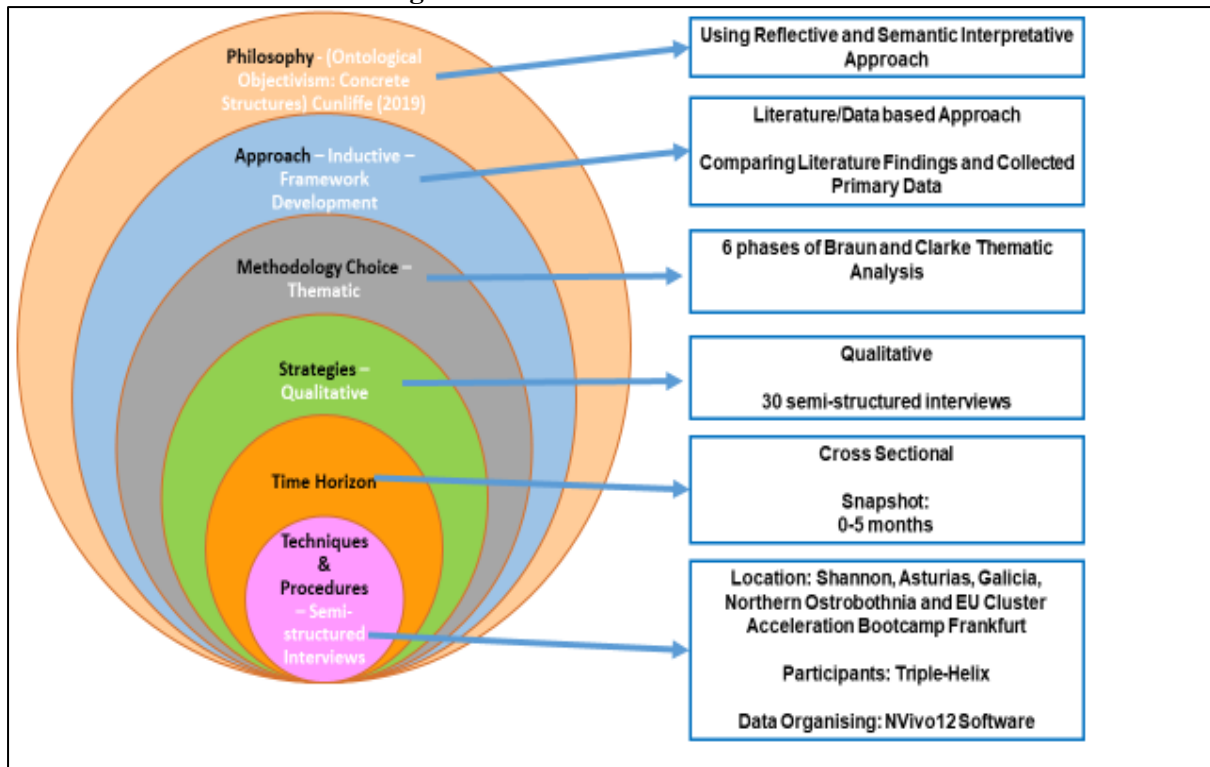 Philosophy - (Ontological
Objectivism: Concrete
Structures) Cunliffe (2019)
Approach – Inductive –
Framework
Development
Methodology Choice –
Thematic
Strategies –
Qualitative
Time Horizon
Techniques
&
Procedures
– Semi-
structured
Interviews
Using Reflective and Semantic Interpretative
Approach
Literature/Data based Approach
Comparing Literature Findings and Collected
Primary Data
6 phases of Braun and Clarke Thematic
Analysis
Qualitative
30 semi-structured interviews
Cross Sectional
Snapshot:
0-5 months
Location: Shannon, Asturias, Galicia,
Northern Ostrobothnia and EU Cluster
Acceleration Bootcamp Frankfurt
Participants: Triple-Helix
Data Organising: NVivo12 Software